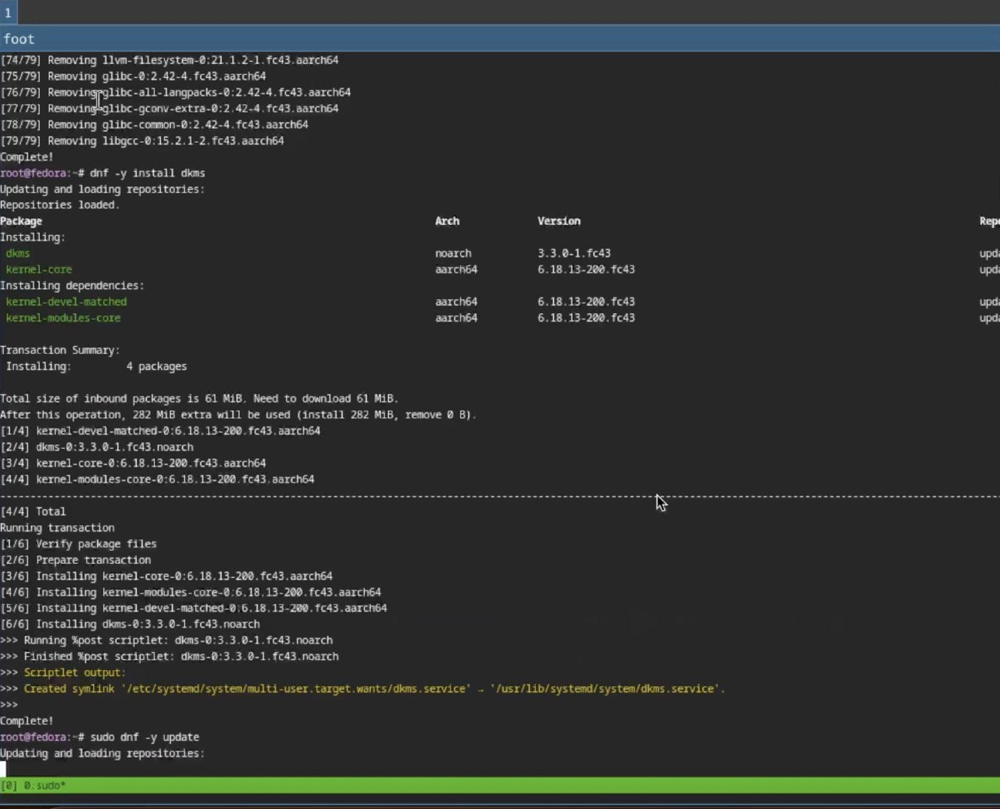 1
foot
[74/79] Removing llvm-filesystem-0:21.1.2-1.fc43.aarch64
[75/79] Removing glibc-0:2.42-4.fc43.aarch64
[76/79] Removing glibc-all-langpacks-0:2.42-4.fc43.aarch64
[77/79] Removing glibc-gconv-extra-0:2.42-4.fc43.aarch64
[78/79] Removing glibc-common-0:2.42-4.fc43.aarch64
[79/79] Removing libgcc-0:15.2.1-2.fc43.aarch64
Complete!
root@fedora:~# dnf -y install dkms
Updating and loading repositories:
Repositories loaded.
Package Arch Version Repo
Installing:
dkms noarch 3.3.0-1.fc43 upda
kernel-core aarch64 6.18.13-200.fc43 upda
Installing dependencies:
kernel-devel-matched aarch64 6.18.13-200.fc43 upda
kernel-modules-core aarch64 6.18.13-200.fc43 upda
Transaction Summary:
Installing: 4 packages
Total size of inbound packages is 61 MiB. Need to download 61 MiB.
After this operation, 282 MiB extra will be used (install 282 MiB, remove 0 B).
[1/4] kernel-devel-matched-0:6.18.13-200.fc43.aarch64
[2/4] dkms-0:3.3.0-1.fc43.noarch
[3/4] kernel-core-0:6.18.13-200.fc43.aarch64
[4/4] kernel-modules-core-0:6.18.13-200.fc43.aarch64
[4/4] Total
Running transaction
[1/6] Verify package files
[2/6] Prepare transaction
[3/6] Installing kernel-core-0:6.18.13-200.fc43.aarch64
[4/6] Installing kernel-modules-core-0:6.18.13-200.fc43.aarch64
[5/6] Installing kernel-devel-matched-0:6.18.13-200.fc43.aarch64
[6/6] Installing dkms-0:3.3.0-1.fc43.noarch
>>> Running %post scriptlet: dkms-0:3.3.0-1.fc43.noarch
>>> Finished %post scriptlet: dkms-0:3.3.0-1.fc43.noarch
>>> Scriptlet output:
>>> Created symlink '/etc/systemd/system/multi-user.target.wants/dkms.service' → '/usr/lib/systemd/system/dkms.service'.
>>>
Complete!
root@fedora:~# sudo dnf -y update
Updating and loading repositories:
[0] 0:sudo*